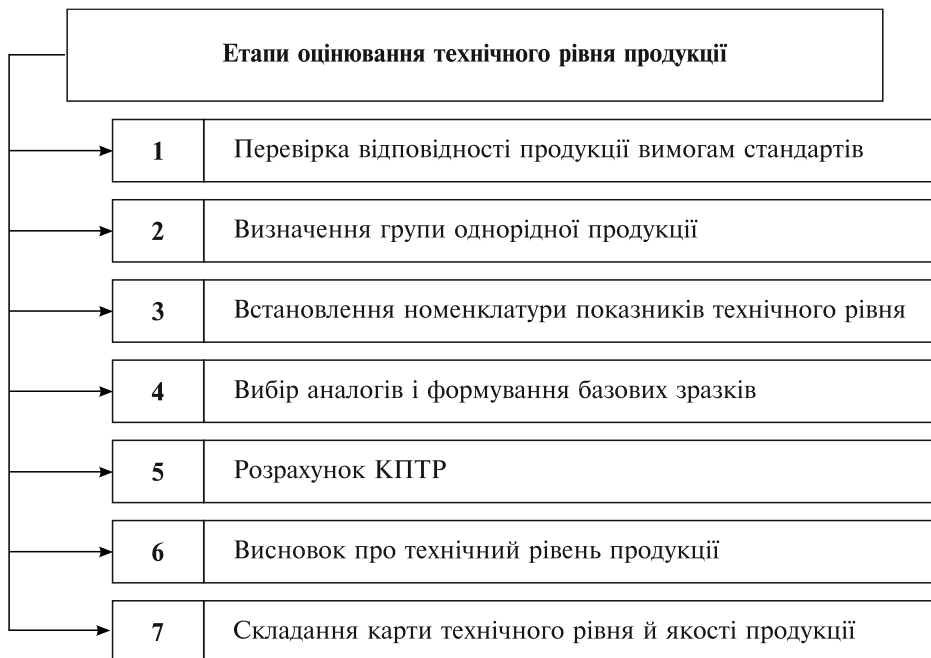 Етапи оцінювання технічного рівня продукції
1 Перевірка відповідності продукції вимогам стандартів
2 Визначення групи однорідної продукції
3 Встановлення номенклатури показників технічного рівня
4 Вибір аналогів і формування базових зразків
5 Розрахунок КПТР
6 Висновок про технічний рівень продукції
7 Складання карти технічного рівня й якості продукції